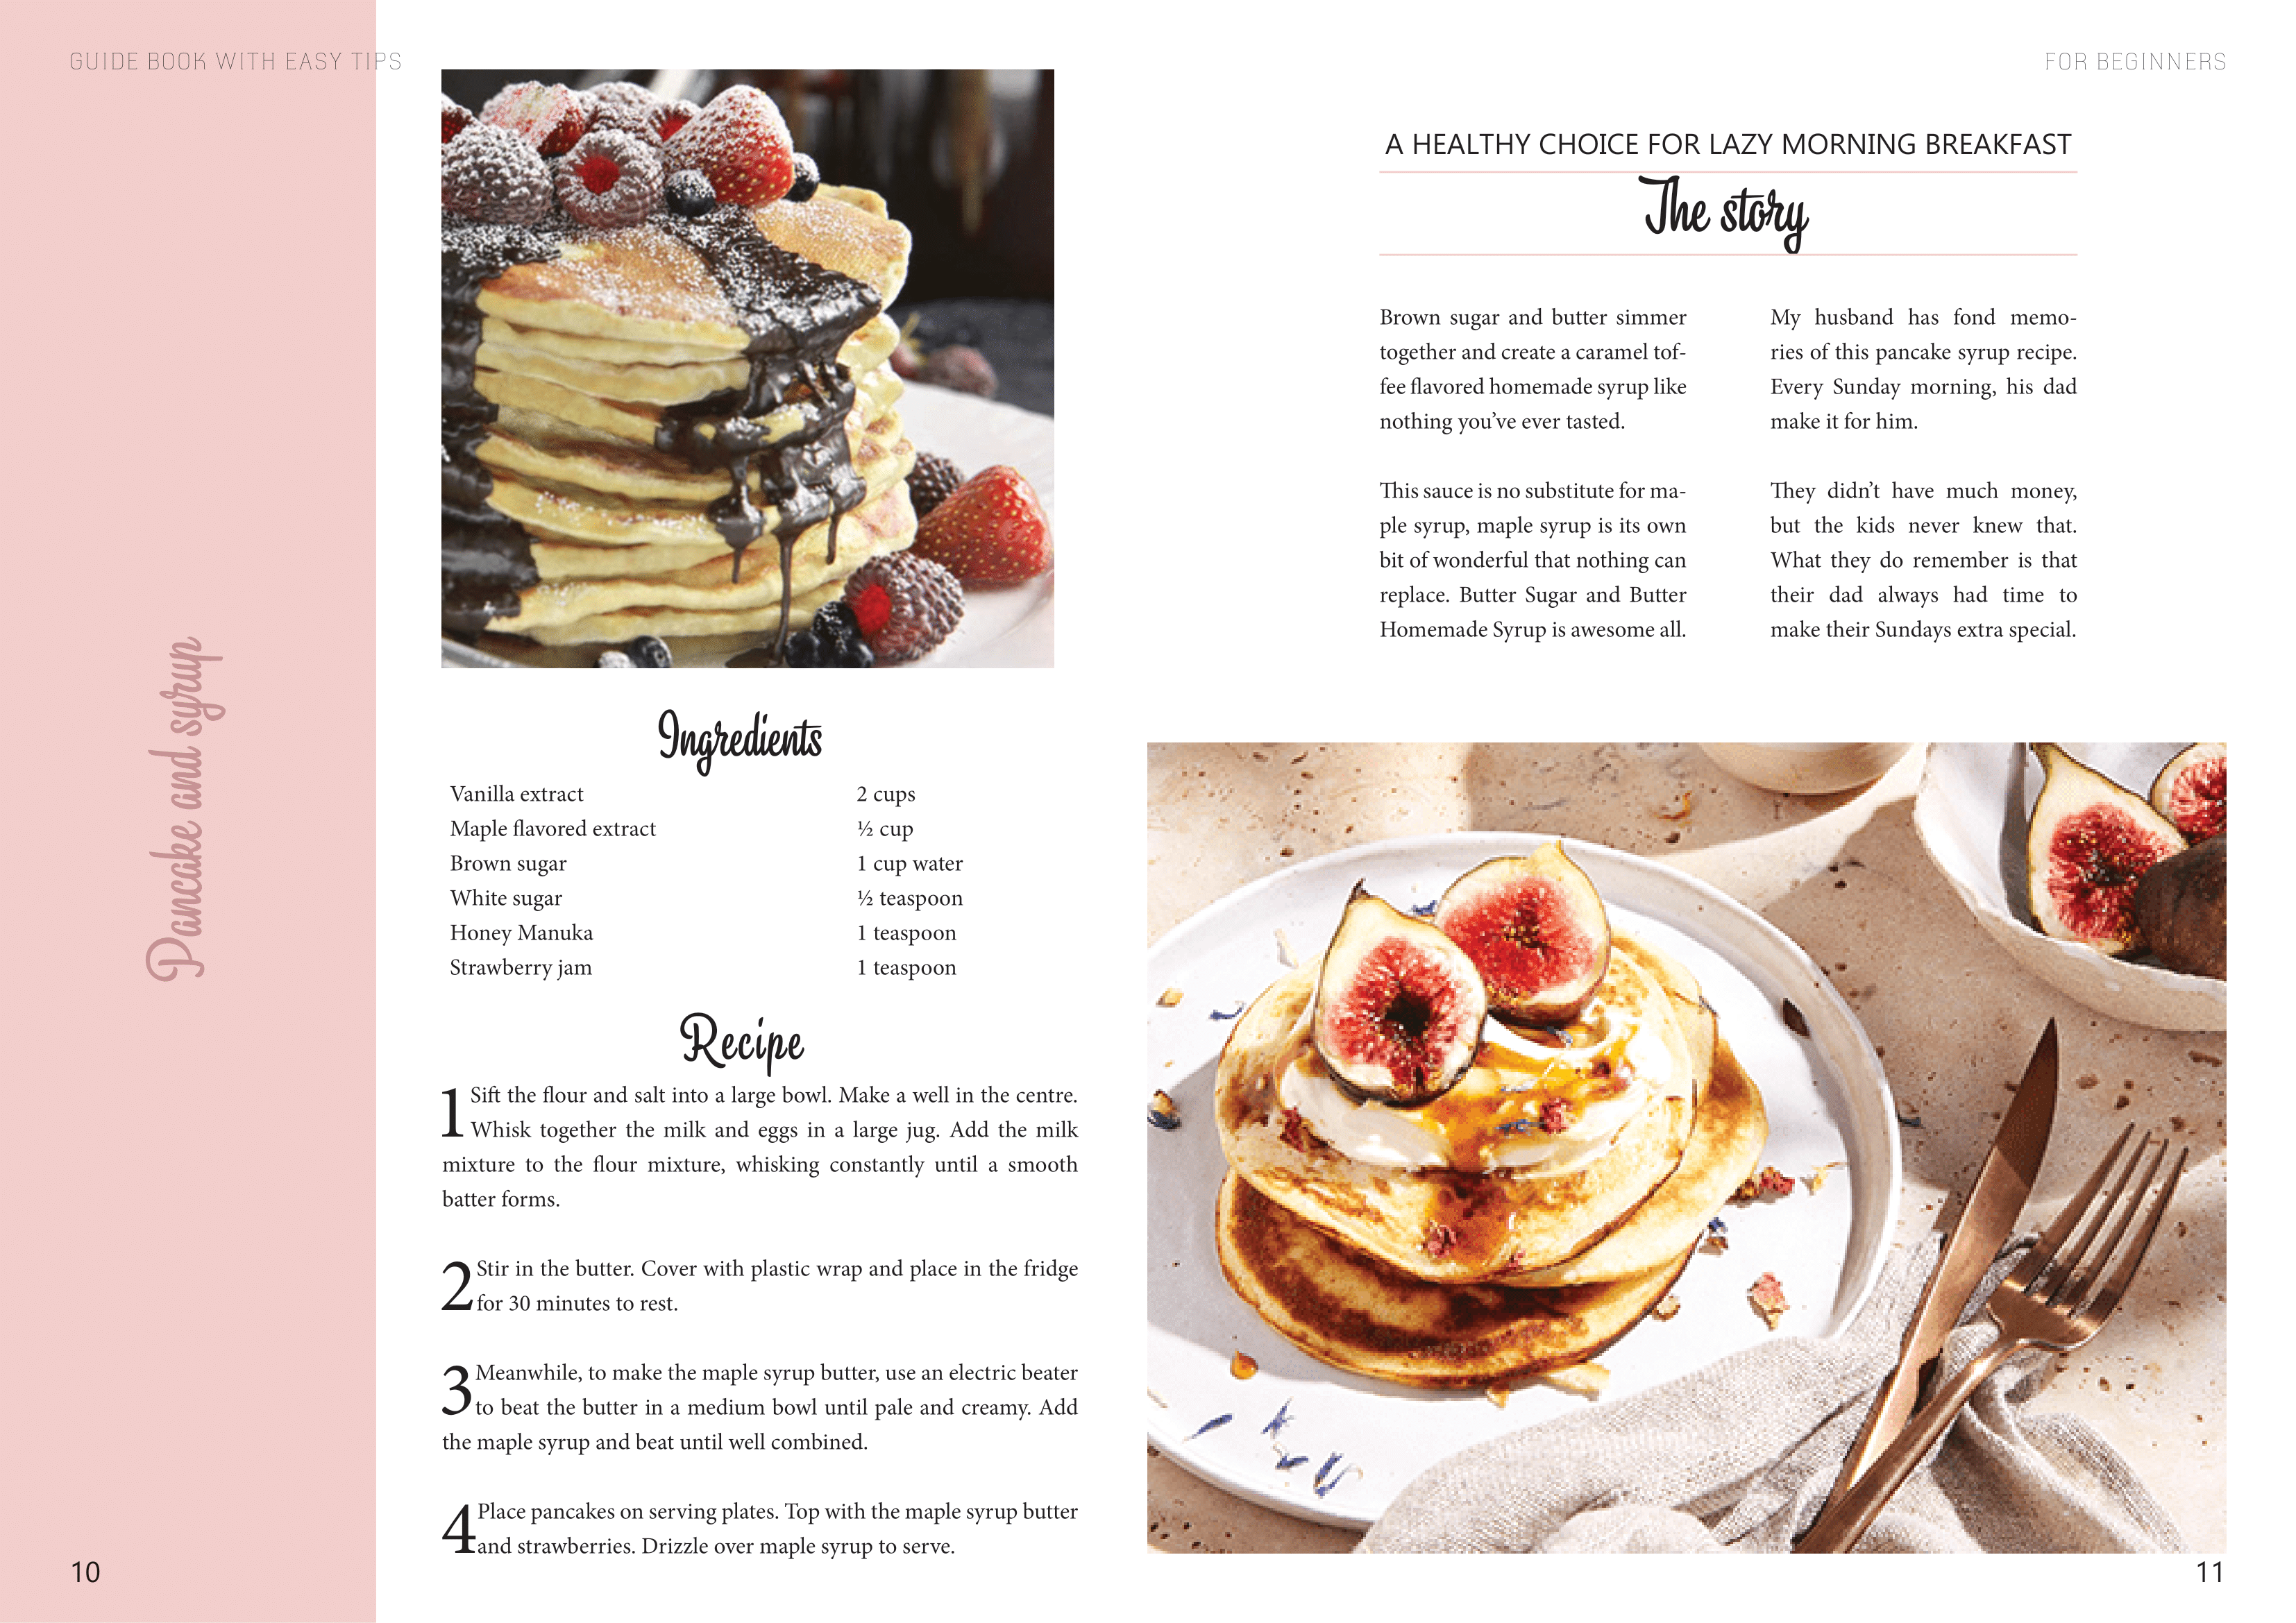 GUIDE BOOK WITH EASY TIPS
Pancake and syrup
Ingredients
Vanilla extract 2 cups
Maple flavored extract ½ cup
Brown sugar 1 cup water
White sugar ½ teaspoon
Honey Manuka 1 teaspoon
Strawberry jam 1 teaspoon
Recipe
1 Sift the flour and salt into a large bowl. Make a well in the centre.
Whisk together the milk and eggs in a large jug. Add the milk
mixture to the flour mixture, whisking constantly until a smooth
batter forms.
2 Stir in the butter. Cover with plastic wrap and place in the fridge
for 30 minutes to rest.
3 Meanwhile, to make the maple syrup butter, use an electric beater
to beat the butter in a medium bowl until pale and creamy. Add
the maple syrup and beat until well combined.
4 Place pancakes on serving plates. Top with the maple syrup butter
and strawberries. Drizzle over maple syrup to serve.
10
FOR BEGINNERS
A HEALTHY CHOICE FOR LAZY MORNING BREAKFAST
The story
Brown sugar and butter simmer
together and create a caramel tof-
fee flavored homemade syrup like
nothing you’ve ever tasted.
This sauce is no substitute for ma-
ple syrup, maple syrup is its own
bit of wonderful that nothing can
replace. Butter Sugar and Butter
Homemade Syrup is awesome all.
My husband has fond memo-
ries of this pancake syrup recipe.
Every Sunday morning, his dad
make it for him.
They didn’t have much money,
but the kids never knew that.
What they do remember is that
their dad always had time to
make their Sundays extra special.
11